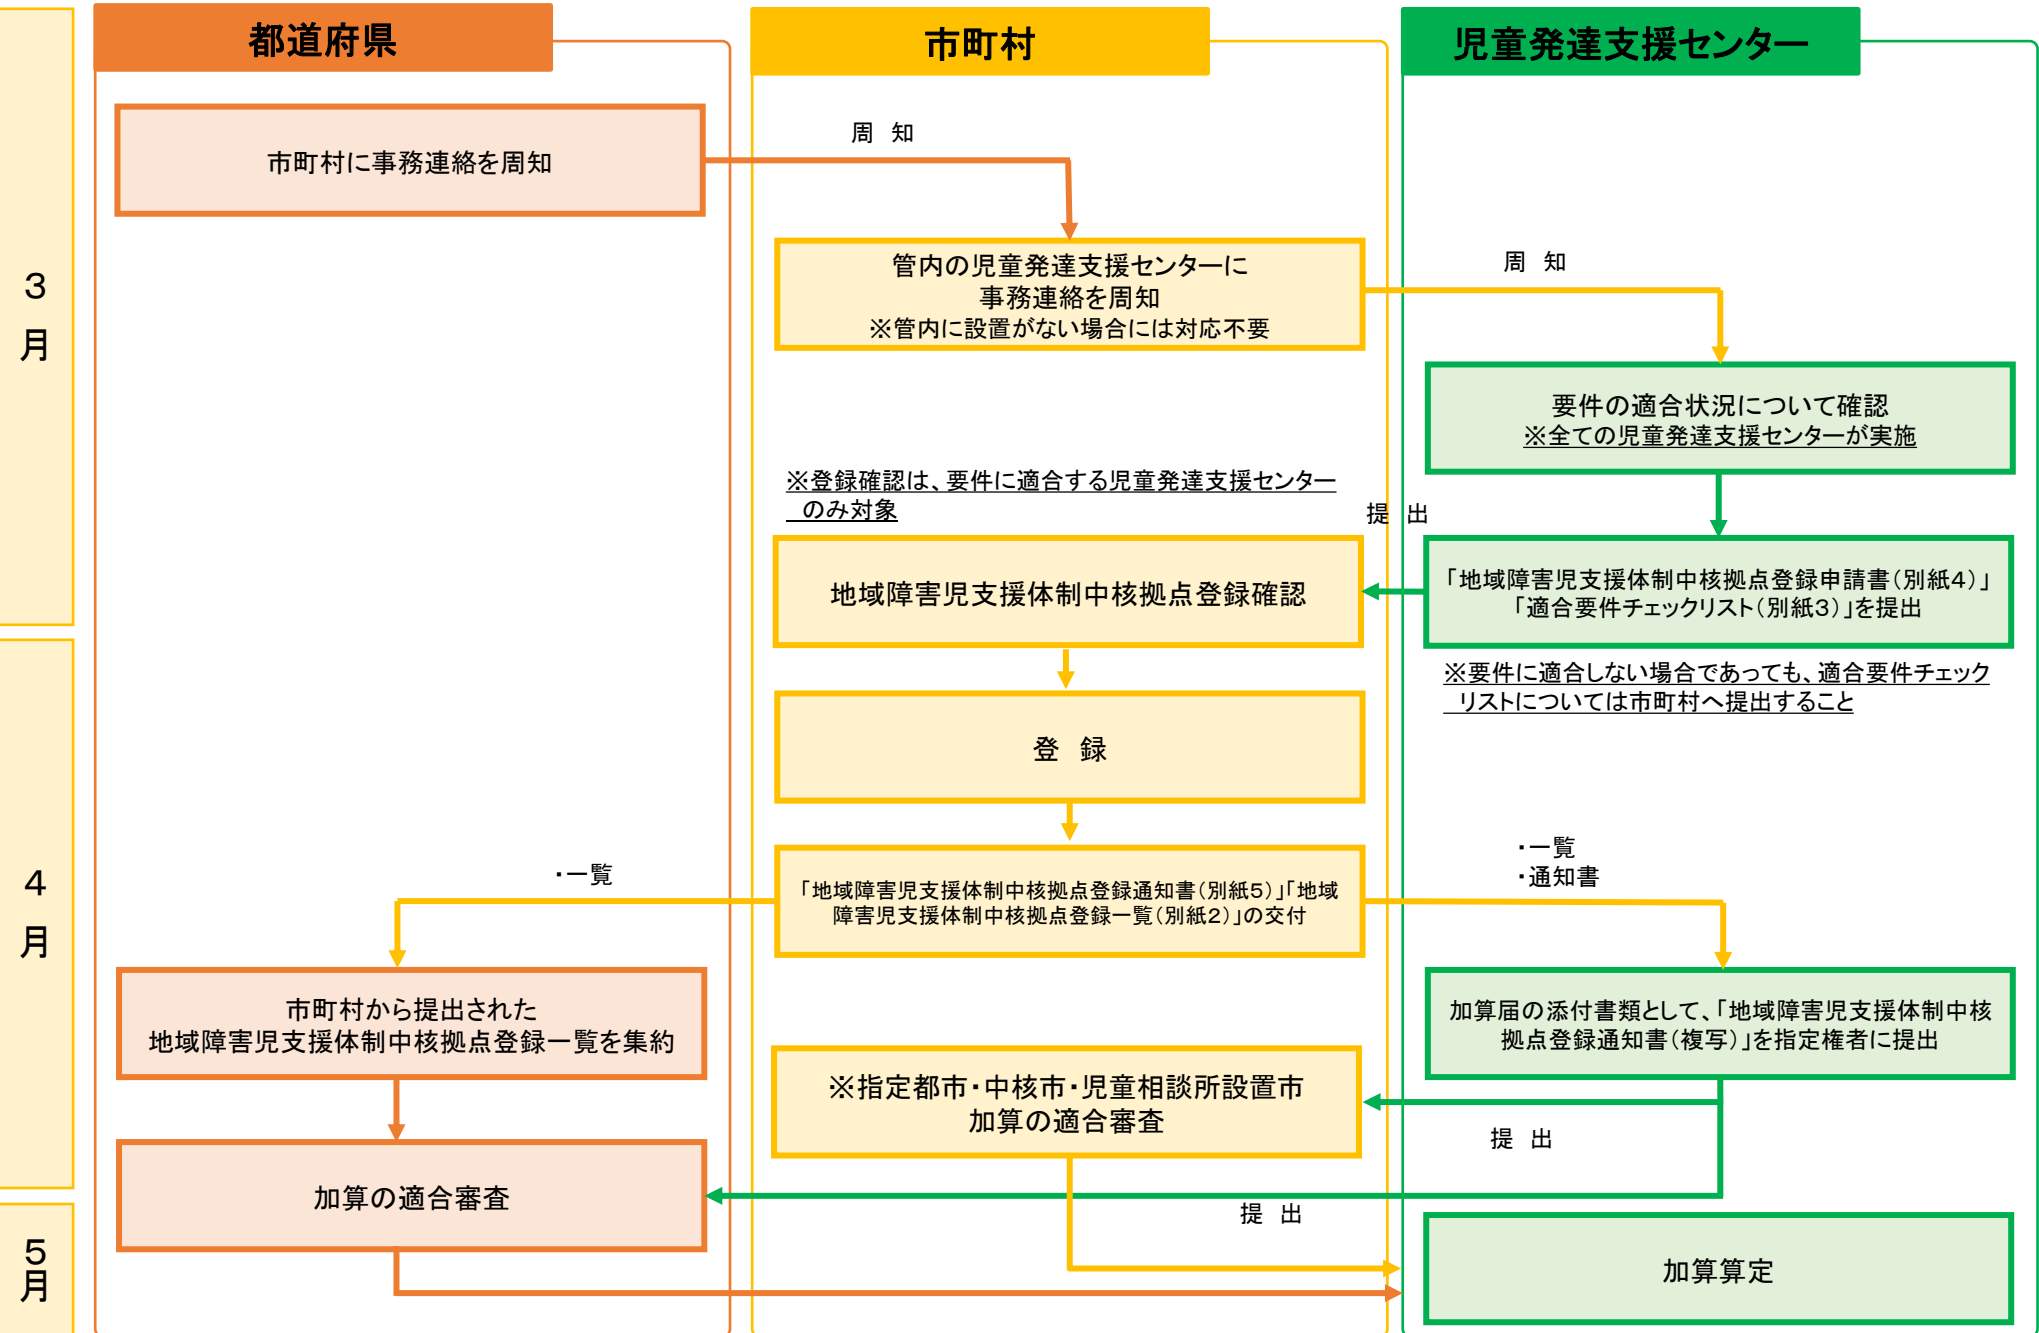 都道府県
市町村
児童発達支援センター
3
月
市町村に事務連絡を周知
周　知
管内の児童発達支援センターに
事務連絡を周知
※管内に設置がない場合には対応不要
周　知
要件の適合状況について確認
※全ての児童発達支援センターが実施
※登録確認は、要件に適合する児童発達支援センター
のみ対象
提　出
地域障害児支援体制中核拠点登録確認
「地域障害児支援体制中核拠点登録申請書（別紙４）」
「適合要件チェックリスト（別紙３）」を提出
※要件に適合しない場合であっても、適合要件チェック
リストについては市町村へ提出すること
4
月
登　録
・一覧
「地域障害児支援体制中核拠点登録通知書（別紙５）」「地域
障害児支援体制中核拠点登録一覧（別紙２）」の交付
・一覧
・通知書
市町村から提出された
地域障害児支援体制中核拠点登録一覧を集約
加算届の添付書類として、「地域障害児支援体制中核
拠点登録通知書（複写）」を指定権者に提出
※指定都市・中核市・児童相談所設置市
加算の適合審査
提　出
加算の適合審査
提　出
5
月
加算算定